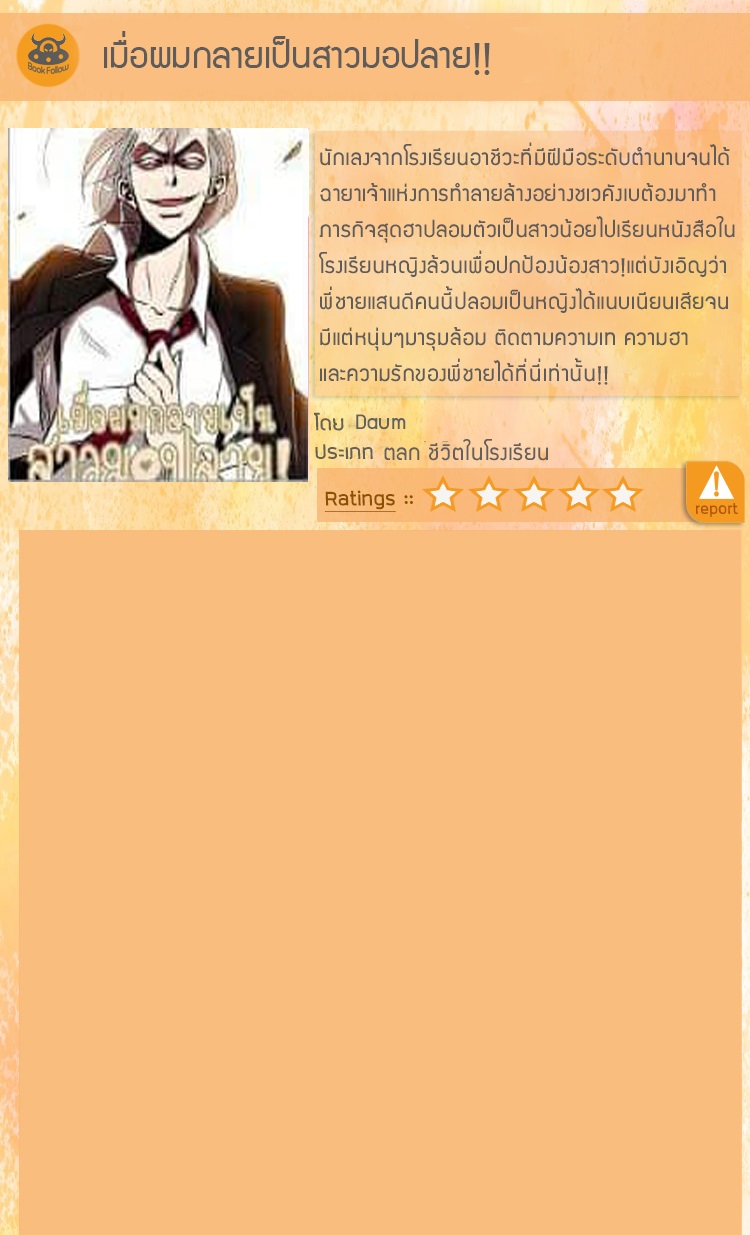 Book Follow
เมื่อผมกลายเป็นสาวมอปลาย!!
นักเลงจากโรงเรียนอาชีวะที่มีฝีมือระดับตำนานจนได้
ฉายาเจ้าแห่งการทำลายล้างอย่างชเวคังเบต้องมาทำ
ภารกิจสุดฮาปลอมตัวเป็นสาวน้อยไปเรียนหนังสือใน
โรงเรียนหญิงล้วนเพื่อปกป้องน้องสาว!แต่บังเอิญว่า
พี่ชายแสนดีคนนี้ปลอมเป็นหญิงได้แนบเนียนเสียจน
มีแต่หนุ่มๆมารุมล้อม ติดตามความเท ความฮา
และความรักของพี่ชายได้ที่นี่เท่านั้น!!
เมื่อผมกลายเป็น
สาวมอปลาย!
โดย Daum
ประเภท ตลก ชีวิตในโรงเรียน
Ratings ::
report